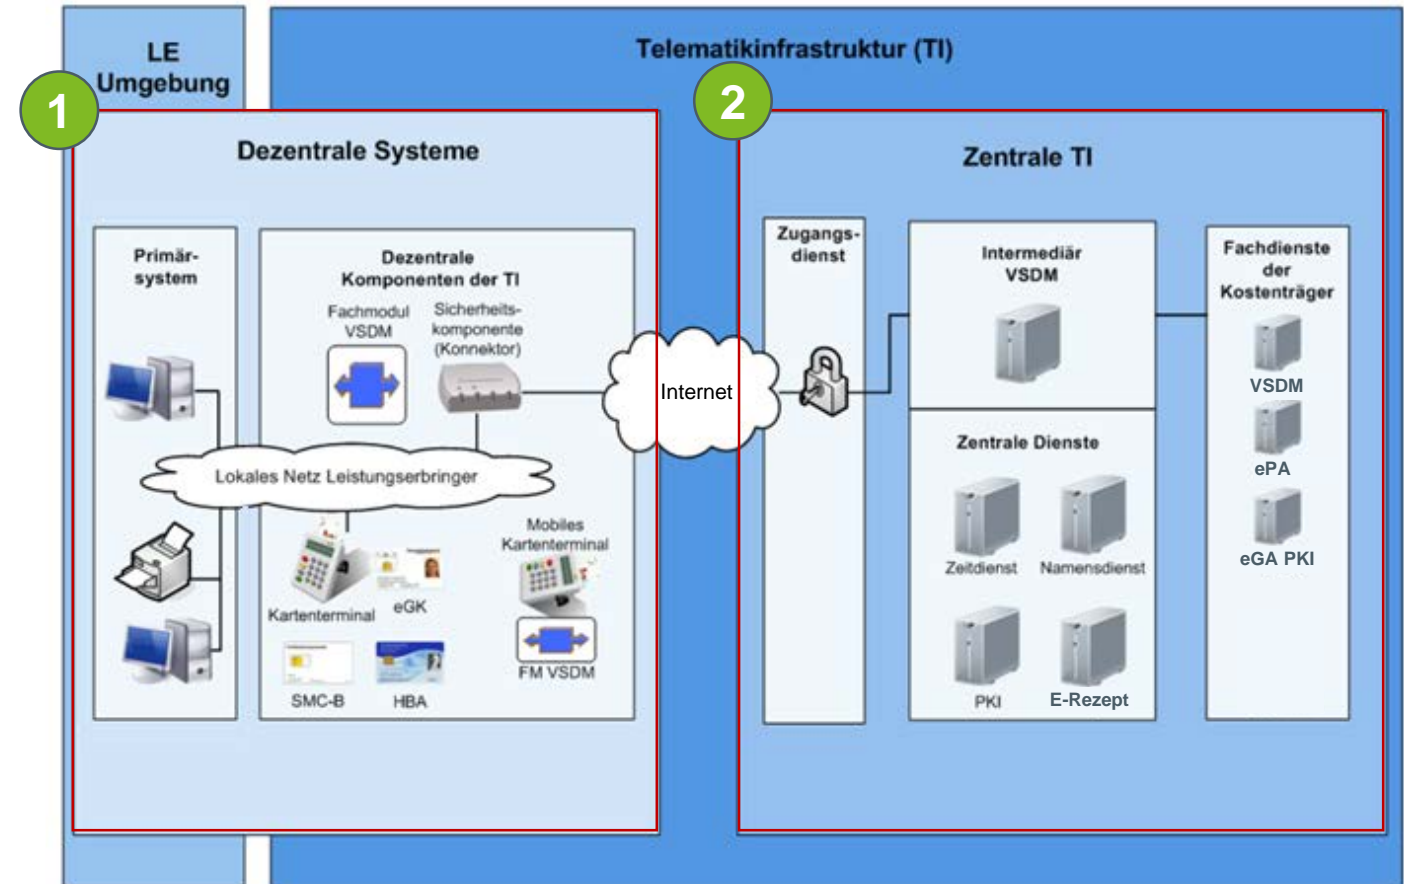 LE
Umgebung
Telematikinfrastruktur (TI)
1
2
Dezentrale Systeme
Zentrale TI
Primär-
system
Dezentrale
Komponenten der TI
Fachmodul
VSDM
Sicherheits-
komponente
(Konnektor)
Lokales Netz Leistungserbringer
Kartenterminal
eGK
Mobiles
Kartenterminal
FM VSDM
SMC-B
HBA
Internet
Zugangs-
dienst
Intermediär
VSDM
Zentrale Dienste
Zeitdienst
Namensdienst
PKI
E-Rezept
Fachdienste
der
Kostenträger
VSDM
ePA
eGA PKI